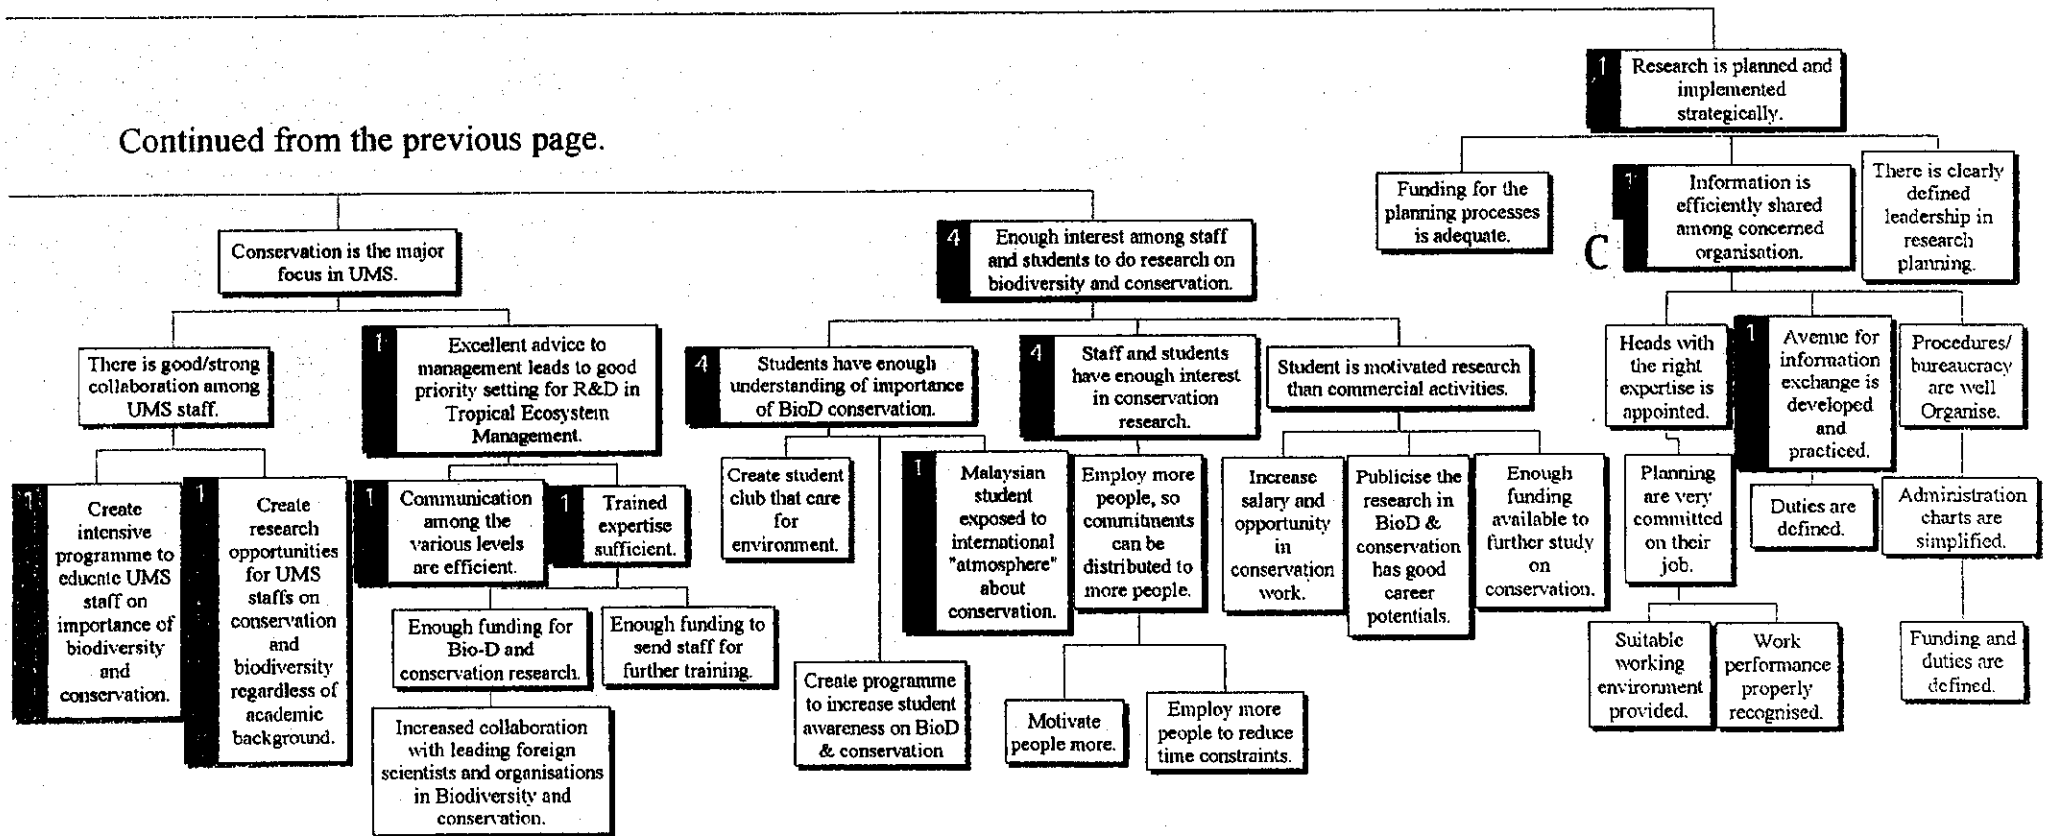 1
Research is planned and
implemented
strategically.
Continued from the previous page.
Funding for the
planning processes
is adequate.
1
Information is
efficiently shared
among concerned
organisation.
There is clearly
defined
leadership in
research
planning.
C
Conservation is the major
focus in UMS.
4
Enough interest among staff
and students to do research on
biodiversity and conservation.
There is good/strong
collaboration among
UMS staff.
1
Excellent advice to
management leads to good
priority setting for R&D in
Tropical Ecosystem
Management.
4
Students have enough
understanding of importance
of BioD conservation.
4
Staff and students
have enough interest
in conservation
research.
Student is motivated research
than commercial activities.
Heads with
the right
expertise is
appointed.
1
Avenue for
information
exchange is
developed
and
practiced.
Procedures/
bureaucracy
are well
Organise.
1
Create
intensive
programme to
educate UMS
staff on
importance of
biodiversity
and
conservation.
1
Create
research
opportunities
for UMS
staffs on
conservation
and
biodiversity
regardless of
academic
background.
1
Communication
among the
various levels
are efficient.
1
Trained
expertise
sufficient.
Create student
club that care
for
environment.
1
Malaysian
student
exposed to
international
"atmosphere"
about
conservation.
Employ more
people, so
commitments
can be
distributed to
more people.
Increase
salary and
opportunity
in
conservation
work.
Publicise the
research in
BioD &
conservation
has good
career
potentials.
Enough
funding
available to
further study
on
conservation.
Planning
are very
committed
on their
job.
Duties are
defined.
Administration
charts are
simplified.
Enough funding for
Bio-D and
conservation research.
Enough funding to
send staff for
further training.
Create programme
to increase student
awareness on BioD
& conservation
Motivate
people more.
Employ more
people to reduce
time constraints.
Suitable
working
environment
provided.
Work
performance
properly
recognised.
Funding and
duties are
defined.
Increased collaboration
with leading foreign
scientists and organisations
in Biodiversity and
conservation.